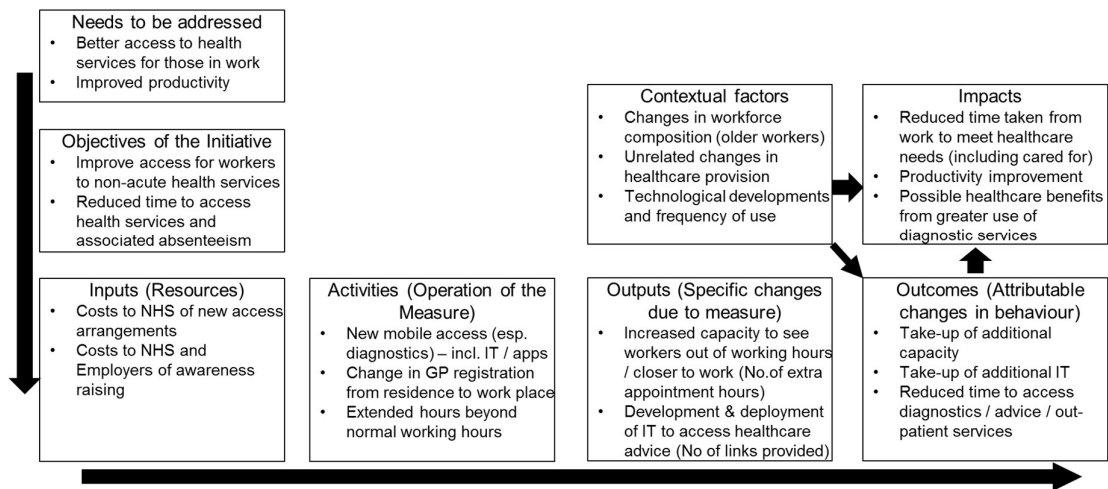 Needs to be addressed
• Better access to health
services for those in work
• Improved productivity
Objectives of the Initiative
• Improve access for workers
to non-acute health services
• Reduced time to access
health services and
associated absenteeism
Contextual factors
• Changes in workforce
composition (older workers)
• Unrelated changes in
healthcare provision
• Technological developments
and frequency of use
Impacts
• Reduced time taken from
work to meet healthcare
needs (including cared for)
• Productivity improvement
• Possible healthcare benefits
from greater use of
diagnostic services
Inputs (Resources)
• Costs to NHS of new access
arrangements
• Costs to NHS and
Employers of awareness
raising
Activities (Operation of the
Measure)
• New mobile access (esp.
diagnostics) – incl. IT / apps
• Change in GP registration
from residence to work place
• Extended hours beyond
normal working hours
Outputs (Specific changes
due to measure)
• Increased capacity to see
workers out of working hours
/ closer to work (No.of extra
appointment hours)
• Development & deployment
of IT to access healthcare
advice (No of links provided)
Outcomes (Attributable
changes in behaviour)
• Take-up of additional
capacity
• Take-up of additional IT
• Reduced time to access
diagnostics / advice / out-
patient services